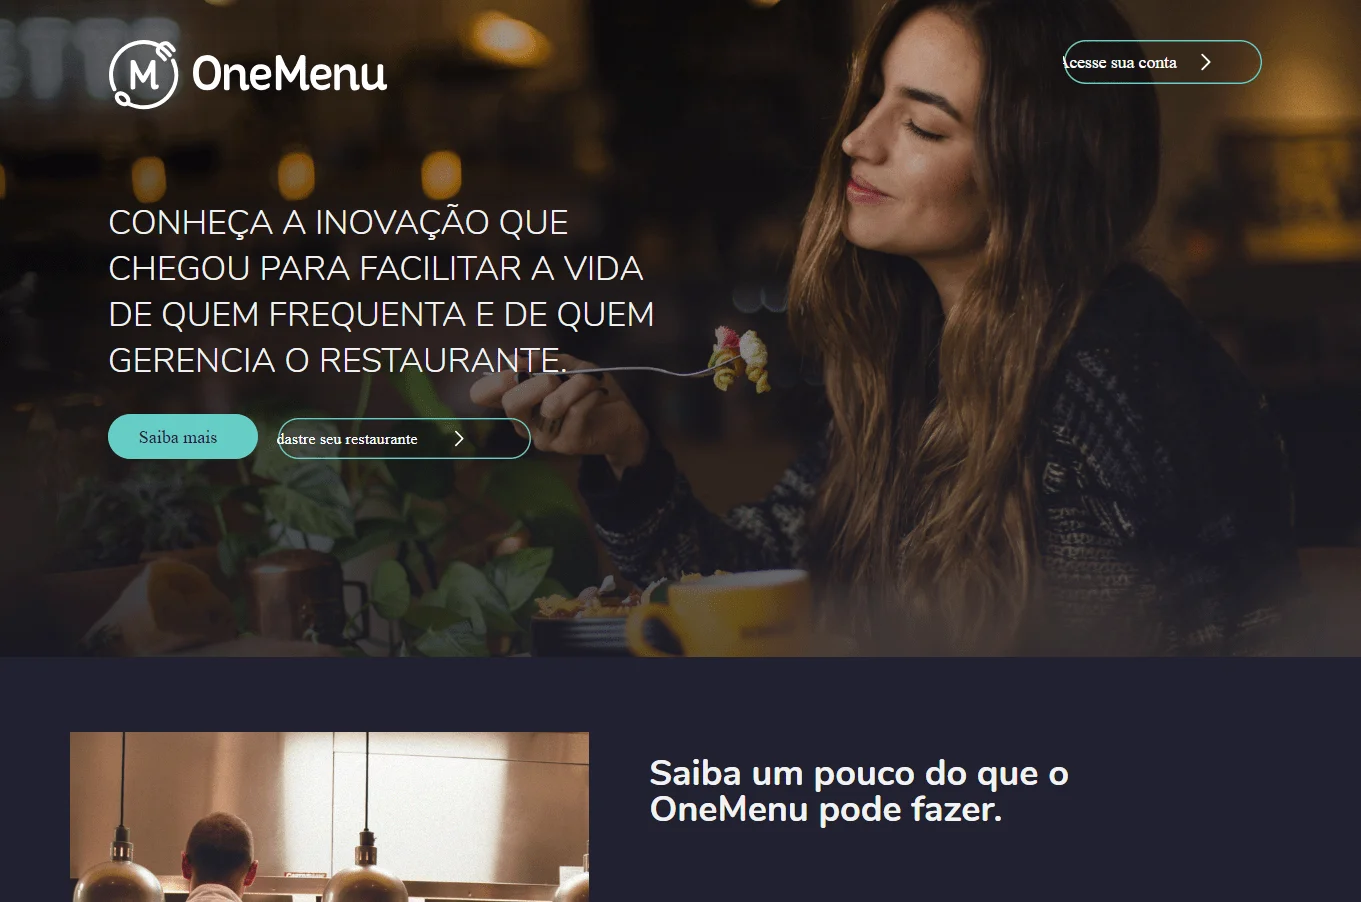 OneMenu
Acesse sua conta
CONHEÇA A INOVAÇÃO QUE
CHEGOU PARA FACILITAR A VIDA
DE QUEM FREQUENTA E DE QUEM
GERENCIA O RESTAURANTE.
Saiba mais
dastre seu restaurante
Saiba um pouco do que o
OneMenu pode fazer.